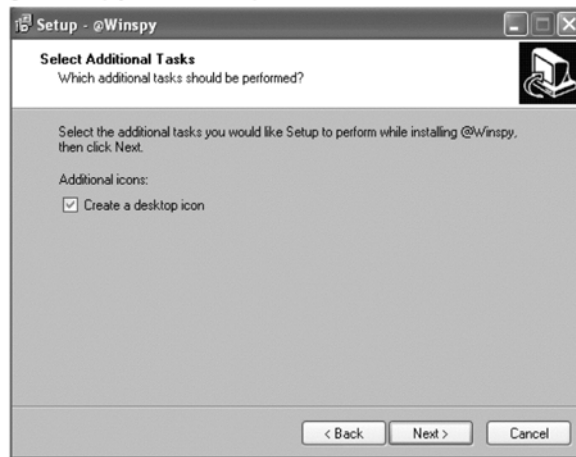 Setup - @Winspy
Select Additional Tasks
Which additional tasks should be performed?
Select the additional tasks you would like Setup to perform while installing @Winspy,
then click Next.
Additional icons:
Create a desktop icon
< Back
Next >
Cancel